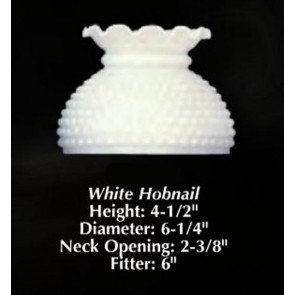 White Hobnail
Height: 4-1/2"
Diameter: 6-1/4"
Neck Opening: 2-3/8"
Fitter: 6"